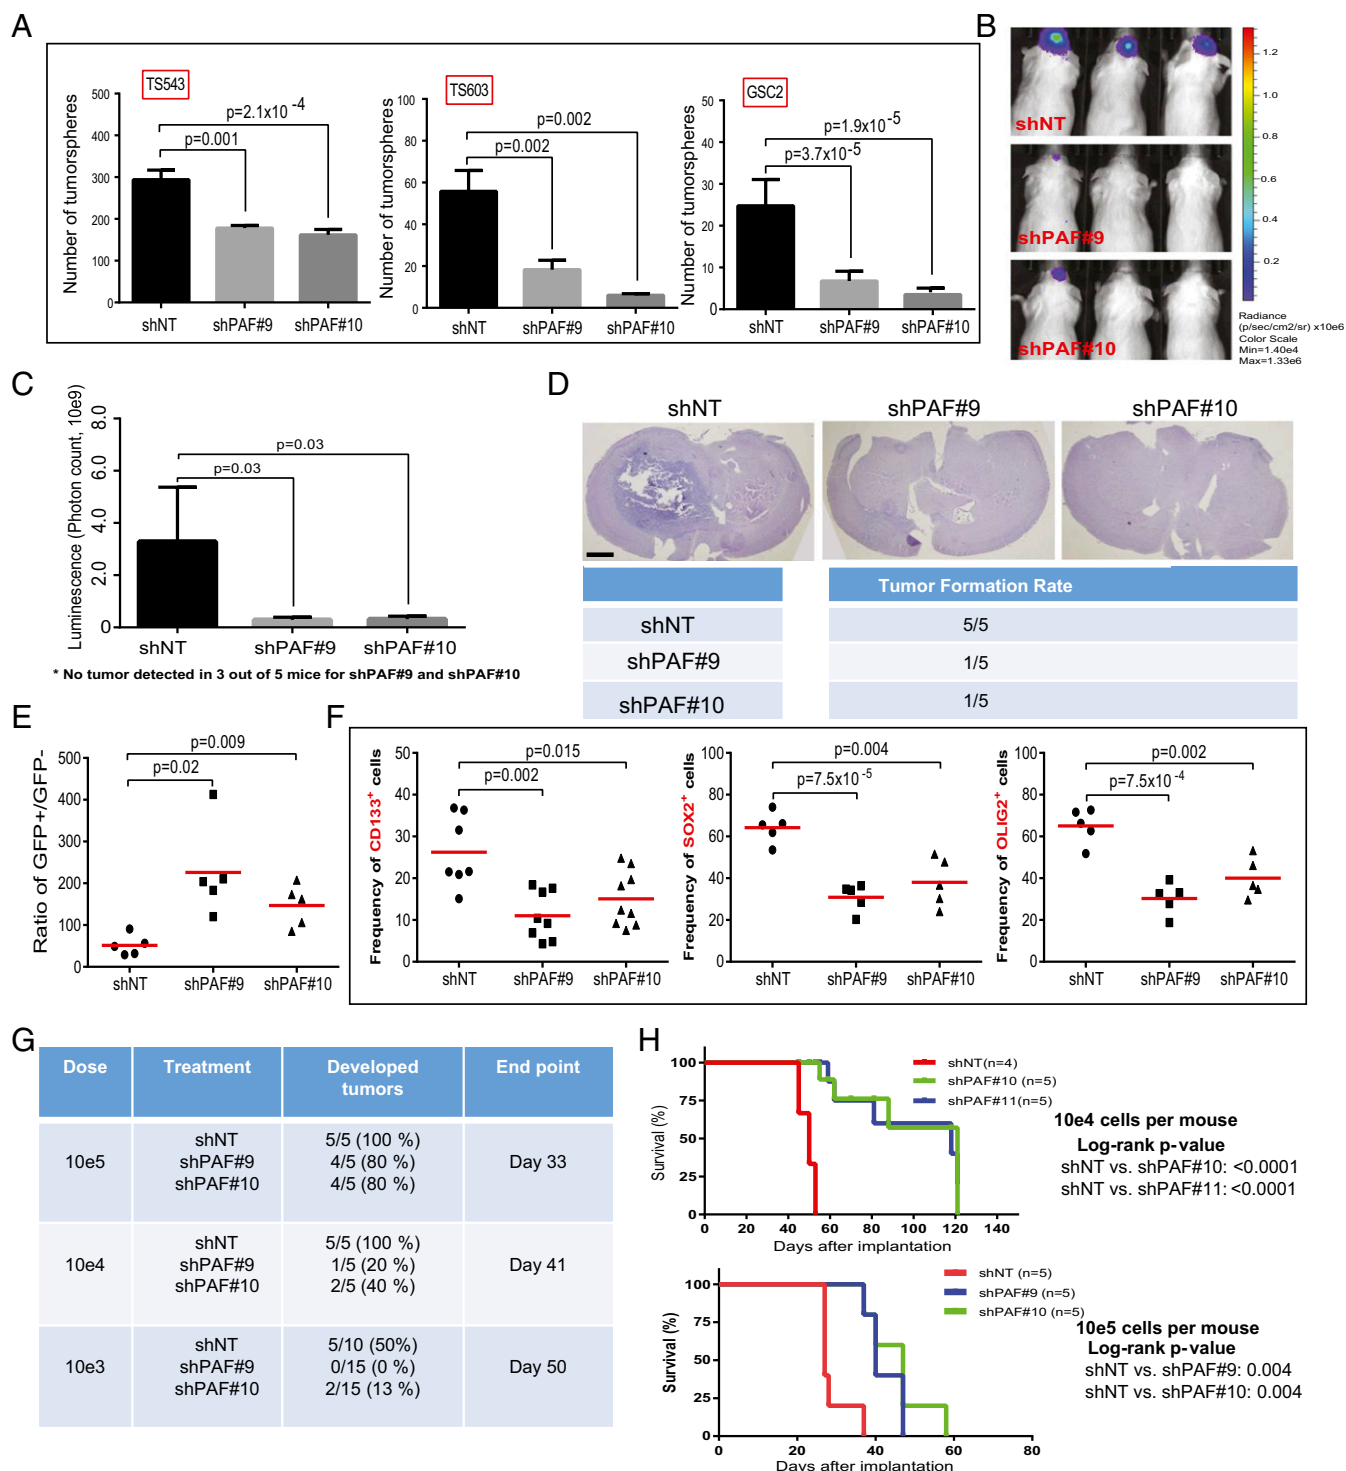 A
TS543
Number of tumorspheres
500
400
300
200
100
0
p=2.1x10 -4
p=0.001
shNT
shPAF#9
shPAF#10
TS603
Number of tumorspheres
100
80
60
40
20
0
p=0.002
p=0.002
shNT
shPAF#9
shPAF#10
GSC2
Number of tumorspheres
50
40
30
20
10
0
p=1.9x10 -5
p=3.7x10 -5
shNT
shPAF#9
shPAF#10
B
shNT
shPAF#9
shPAF#10
1.2
1.0
0.8
0.6
0.4
0.2
Radiance
(p/sec/cm2/sr) x10e6
Color Scale
Min=1.40e4
Max=1.33e6
C
Luminescence (Photon count, 10e9)
8.0
6.0
4.0
2.0
0
p=0.03
p=0.03
shNT
shPAF#9
shPAF#10
* No tumor detected in 3 out of 5 mice for shPAF#9 and shPAF#10
D
shNT
shPAF#9
shPAF#10
Tumor Formation Rate
shNT 5/5
shPAF#9 1/5
shPAF#10 1/5
E
Ratio of GFP+/GFP-
500
400
300
200
100
0
p=0.009
p=0.02
shNT
shPAF#9
shPAF#10
F
Frequency of CD133+ cells
50
40
30
20
10
0
p=0.015
p=0.002
shNT
shPAF#9
shPAF#10
Frequency of SOX2+ cells
100
80
60
40
20
0
p=0.004
p=7.5x10 -5
shNT
shPAF#9
shPAF#10
Frequency of OLIG2+ cells
100
80
60
40
20
0
p=0.002
p=7.5x10 -4
shNT
shPAF#9
shPAF#10
G
Dose Treatment Developed tumors End point
10e5
shNT 5/5 (100 %)
shPAF#9 4/5 (80 %)
shPAF#10 4/5 (80 %)
Day 33
10e4
shNT 5/5 (100 %)
shPAF#9 1/5 (20 %)
shPAF#10 2/5 (40 %)
Day 41
10e3
shNT 5/10 (50%)
shPAF#9 0/15 (0 %)
shPAF#10 2/15 (13 %)
Day 50
H
Survival (%)
100
75
50
25
0
0 20 40 60 80 100 120 140
Days after implantation
shNT(n=4)
shPAF#10 (n=5)
shPAF#11(n=5)
10e4 cells per mouse
Log-rank p-value
shNT vs. shPAF#10: <0.0001
shNT vs. shPAF#11: <0.0001
Survival (%)
100
75
50
25
0
0 20 40 60 80
Days after implantation
shNT (n=5)
shPAF#9 (n=5)
shPAF#10 (n=5)
10e5 cells per mouse
Log-rank p-value
shNT vs. shPAF#9: 0.004
shNT vs. shPAF#10: 0.004